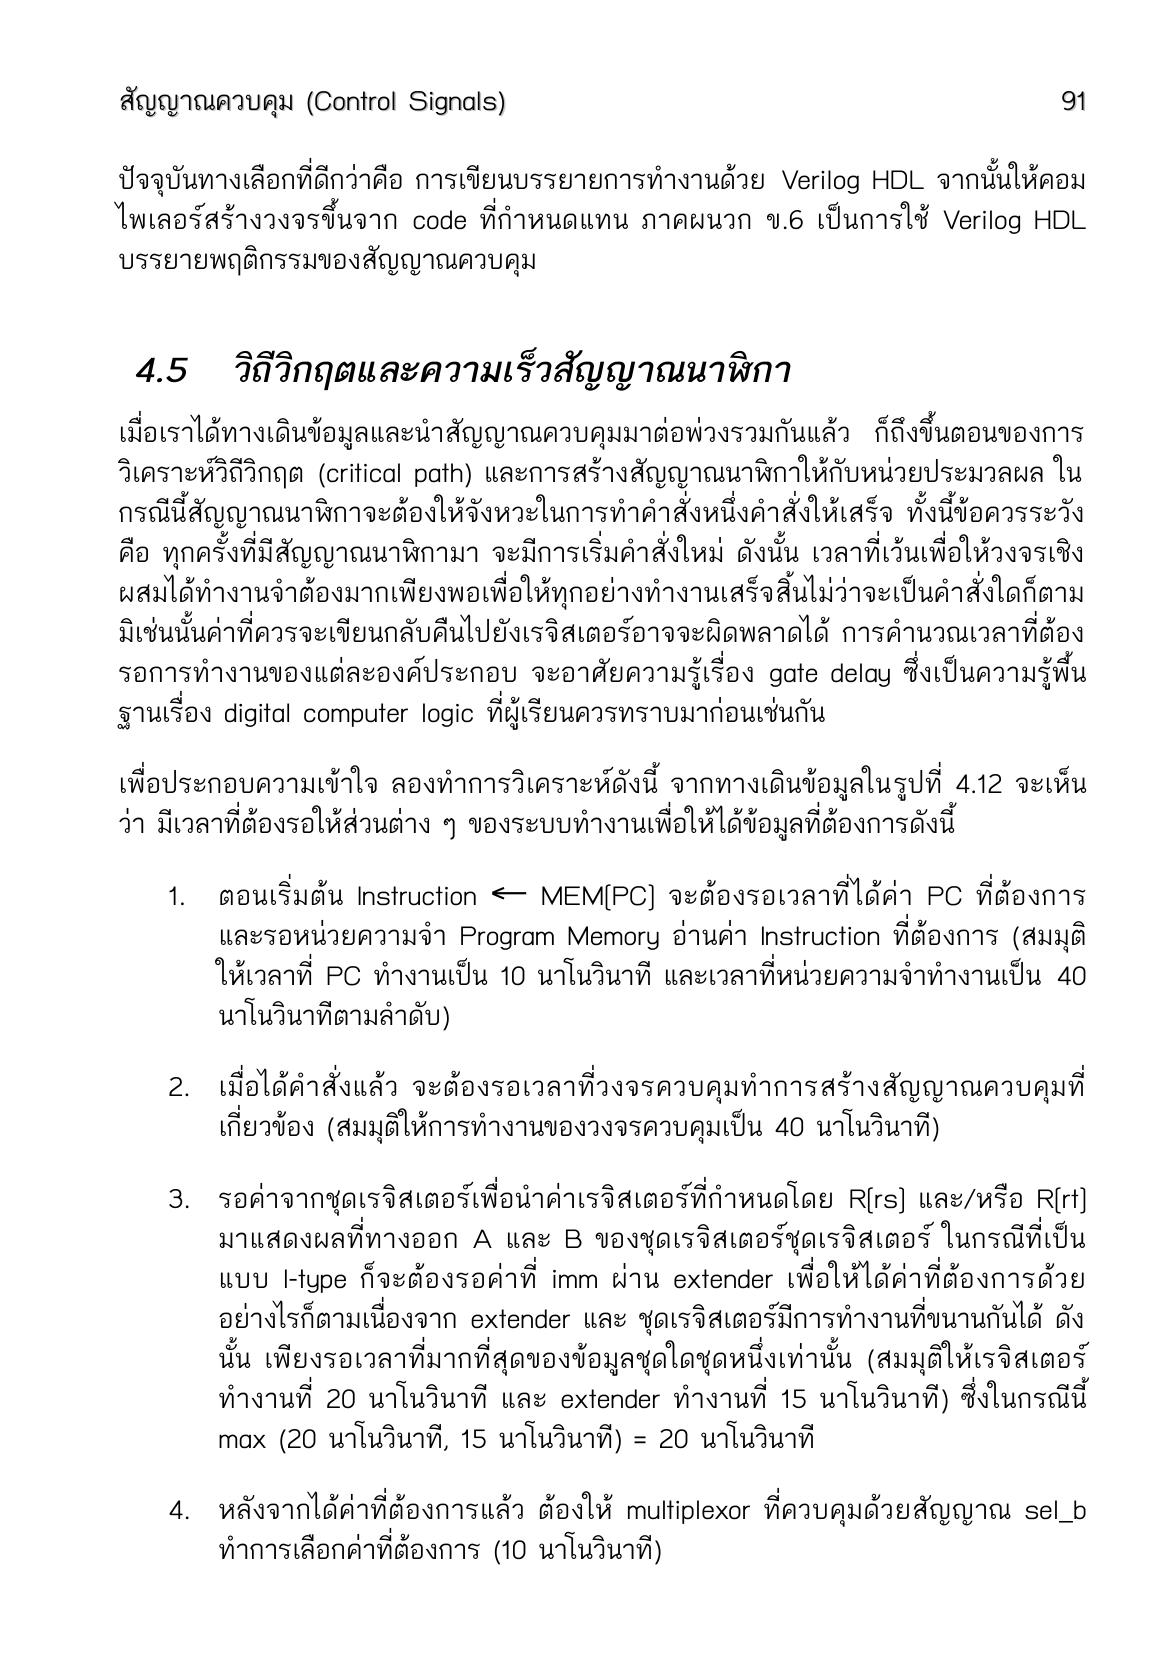 สัญญาณควบคุม (Control Signals) 91
ปัจจุบันทางเลือกที่ดีกว่าคือ การเขียนบรรยายการทำงานด้วย Verilog HDL จากนั้นให้คอม
ไพเลอร์สร้างวงจรขึ้นจาก code ที่กำหนดแทน ภาคผนวก ข.6 เป็นการใช้ Verilog HDL
บรรยายพฤติกรรมของสัญญาณควบคุม
4.5 วิถีวิกฤตและความเร็วสัญญาณนาฬิกา
เมื่อเราได้ทางเดินข้อมูลและนำสัญญาณควบคุมมาต่อพ่วงรวมกันแล้ว ก็ถึงขึ้นตอนของการ
วิเคราะห์วิถีวิกฤต (critical path) และการสร้างสัญญาณนาฬิกาให้กับหน่วยประมวลผล ใน
กรณีนี้สัญญาณนาฬิกาจะต้องให้จังหวะในการทำคำสั่งหนึ่งคำสั่งให้เสร็จ ทั้งนี้ข้อควรระวัง
คือ ทุกครั้งที่มีสัญญาณนาฬิกามา จะมีการเริ่มคำสั่งใหม่ ดังนั้น เวลาที่เว้นเพื่อให้วงจรเชิง
ผสมได้ทำงานจำต้องมากเพียงพอเพื่อให้ทุกอย่างทำงานเสร็จสิ้นไม่ว่าจะเป็นคำสั่งใดก็ตาม
มิเช่นนั้นค่าที่ควรจะเขียนกลับคืนไปยังเรจิสเตอร์อาจจะผิดพลาดได้ การคำนวณเวลาที่ต้อง
รอการทำงานของแต่ละองค์ประกอบ จะอาศัยความรู้เรื่อง gate delay ซึ่งเป็นความรู้พื้น
ฐานเรื่อง digital computer logic ที่ผู้เรียนควรทราบมาก่อนเช่นกัน
เพื่อประกอบความเข้าใจ ลองทำการวิเคราะห์ดังนี้ จากทางเดินข้อมูลในรูปที่ 4.12 จะเห็น
ว่า มีเวลาที่ต้องรอให้ส่วนต่าง ๆ ของระบบทำงานเพื่อให้ได้ข้อมูลที่ต้องการดังนี้
1. ตอนเริ่มต้น Instruction ← MEM[PC] จะต้องรอเวลาที่ได้ค่า PC ที่ต้องการ
และรอหน่วยความจำ Program Memory อ่านค่า Instruction ที่ต้องการ (สมมุติ
ให้เวลาที่ PC ทำงานเป็น 10 นาโนวินาที และเวลาที่หน่วยความจำทำงานเป็น 40
นาโนวินาทีตามลำดับ)
2. เมื่อได้คำสั่งแล้ว จะต้องรอเวลาที่วงจรควบคุมทำการสร้างสัญญาณควบคุมที่
เกี่ยวข้อง (สมมุติให้การทำงานของวงจรควบคุมเป็น 40 นาโนวินาที)
3. รอค่าจากชุดเรจิสเตอร์เพื่อนำค่าเรจิสเตอร์ที่กำหนดโดย R[rs] และ/หรือ R[rt]
มาแสดงผลที่ทางออก A และ B ของชุดเรจิสเตอร์ชุดเรจิสเตอร์ ในกรณีที่เป็น
แบบ I-type ก็จะต้องรอค่าที่ imm ผ่าน extender เพื่อให้ได้ค่าที่ต้องการด้วย
อย่างไรก็ตามเนื่องจาก extender และ ชุดเรจิสเตอร์มีการทำงานที่ขนานกันได้ ดัง
นั้น เพียงรอเวลาที่มากที่สุดของข้อมูลชุดใดชุดหนึ่งเท่านั้น (สมมุติให้เรจิสเตอร์
ทำงานที่ 20 นาโนวินาที และ extender ทำงานที่ 15 นาโนวินาที) ซึ่งในกรณีนี้
max (20 นาโนวินาที, 15 นาโนวินาที) = 20 นาโนวินาที
4. หลังจากได้ค่าที่ต้องการแล้ว ต้องให้ multiplexor ที่ควบคุมด้วยสัญญาณ sel_b
ทำการเลือกค่าที่ต้องการ (10 นาโนวินาที)